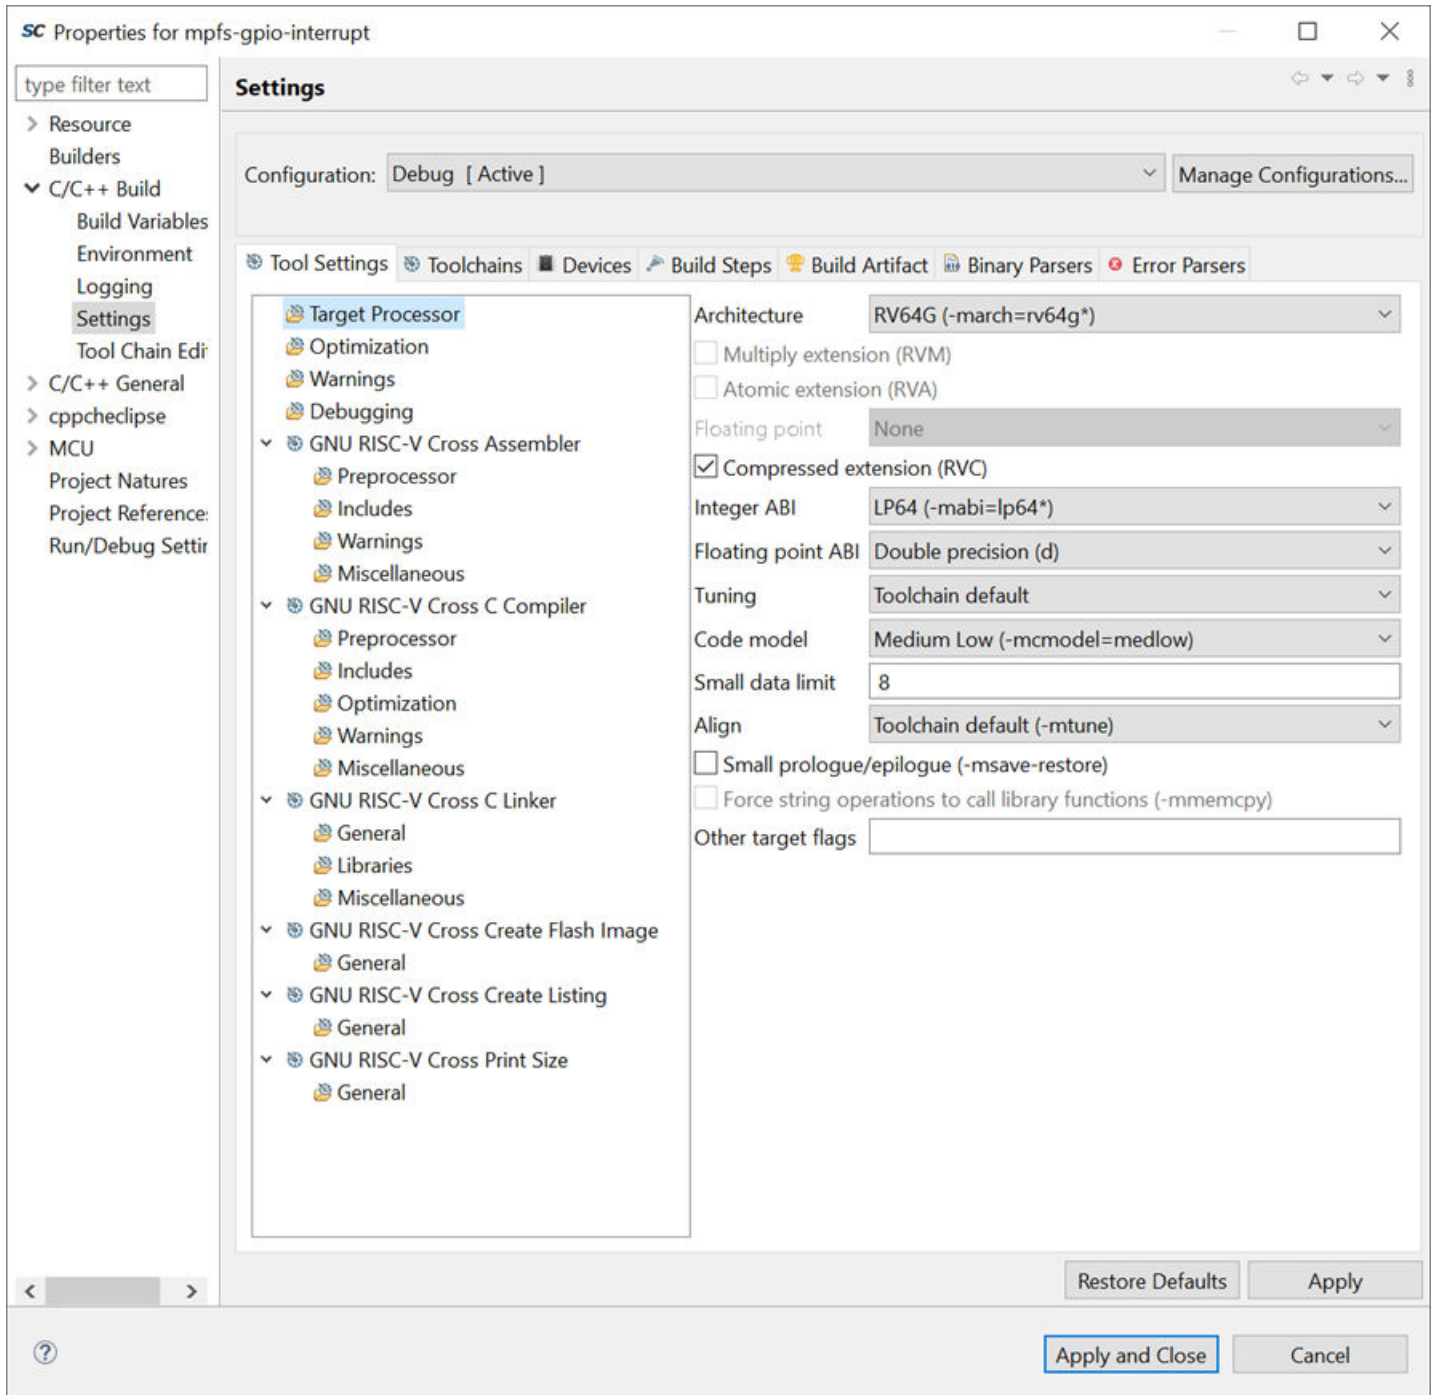 SC Properties for mpfs-gpio-interrupt
type filter text
Resource
Builders
C/C++ Build
Build Variables
Environment
Logging
Settings
Tool Chain Edi
C/C++ General
cppcheclipse
MCU
Project Natures
Project Reference
Run/Debug Settir
Settings
Configuration: Debug [ Active ] Manage Configurations...
Tool Settings Toolchains Devices Build Steps Build Artifact Binary Parsers Error Parsers
Target Processor
Optimization
Warnings
Debugging
GNU RISC-V Cross Assembler
Preprocessor
Includes
Warnings
Miscellaneous
GNU RISC-V Cross C Compiler
Preprocessor
Includes
Optimization
Warnings
Miscellaneous
GNU RISC-V Cross C Linker
General
Libraries
Miscellaneous
GNU RISC-V Cross Create Flash Image
General
GNU RISC-V Cross Create Listing
General
GNU RISC-V Cross Print Size
General
Architecture RV64G (-march=rv64g*)
Multiply extension (RVM)
Atomic extension (RVA)
Floating point None
Compressed extension (RVC)
Integer ABI LP64 (-mabi=lp64*)
Floating point ABI Double precision (d)
Tuning Toolchain default
Code model Medium Low (-mcmodel=medlow)
Small data limit 8
Align Toolchain default (-mtune)
Small prologue/epilogue (-msave-restore)
Force string operations to call library functions (-mmemcpy)
Other target flags
Restore Defaults Apply
? Apply and Close Cancel